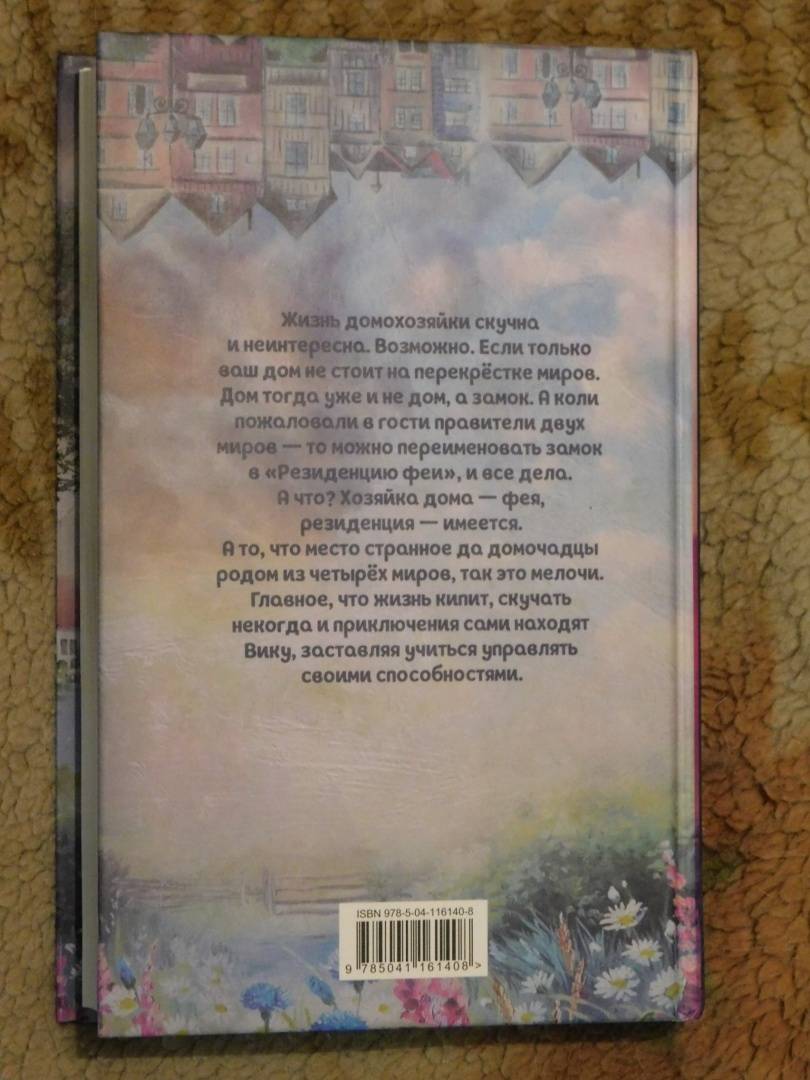 Жизнь домохозяйки скучна
и неинтересна. Возможно. Если только
ваш дом не стоит на перекрёстке миров.
Дом тогда уже и не дом, а замок. А коли
пожаловали в гости правители двух
миров — то можно переименовать замок
в «Резиденцию феи», и все дела.
А что? Хозяйка дома — фея,
резиденция — имеется.
А то, что место странное да домочадцы
родом из четырёх миров, так это мелочи.
Главное, что жизнь кипит, скучать
некогда и приключения сами находят
Вику, заставляя учиться управлять
своими способностями.
ISBN 978-5-04-116140-8
9 785041 161408 >